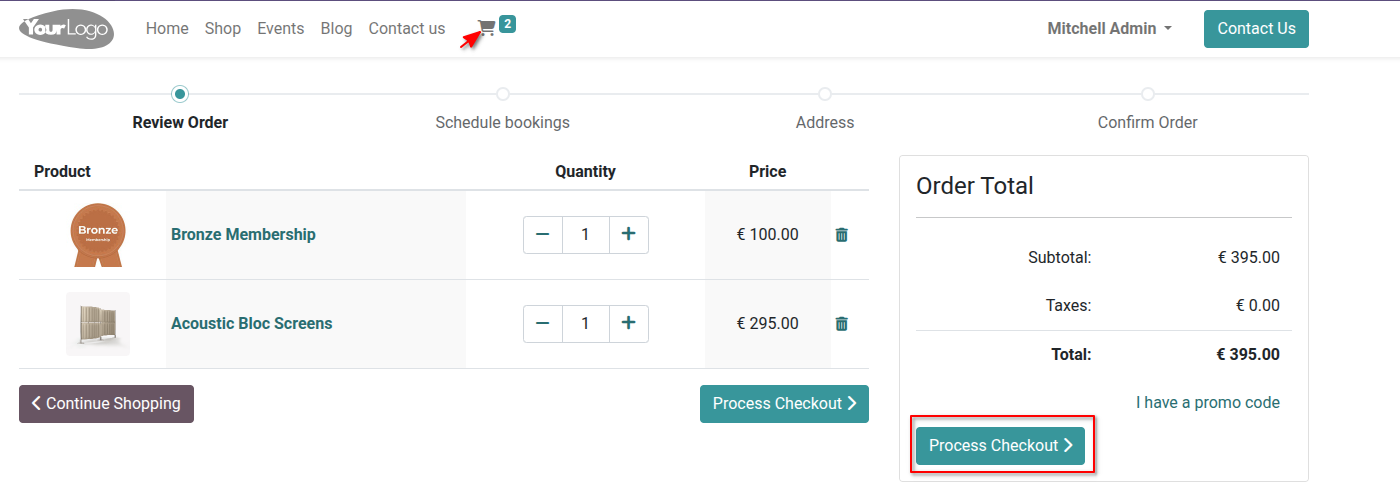 YourLogo Home Shop Events Blog Contact us 2 Mitchell Admin Contact Us
Review Order Schedule bookings Address Confirm Order
Product Quantity Price
Bronze
Membership
Bronze Membership 1 € 100.00
Acoustic Bloc Screens 1 € 295.00
Continue Shopping Process Checkout
Order Total
Subtotal: € 395.00
Taxes: € 0.00
Total: € 395.00
I have a promo code
Process Checkout